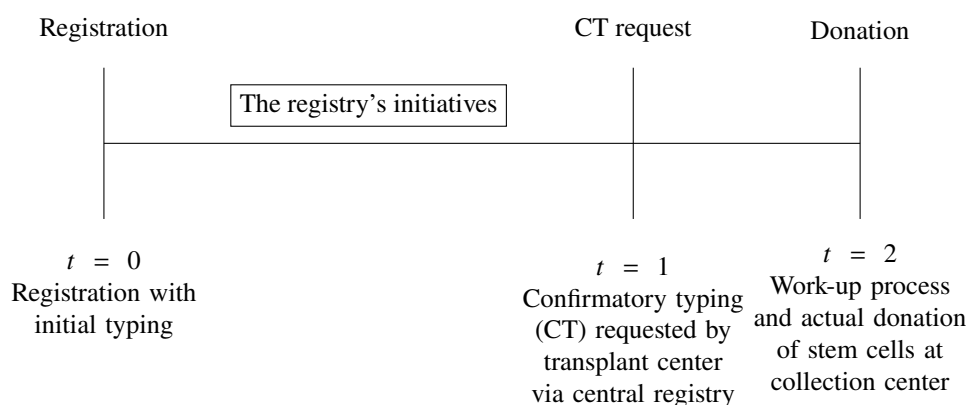 Registration
CT request
Donation
The registry's initiatives
t = 0
Registration with
initial typing
t = 1
Confirmatory typing
(CT) requested by
transplant center
via central registry
t = 2
Work-up process
and actual donation
of stem cells at
collection center